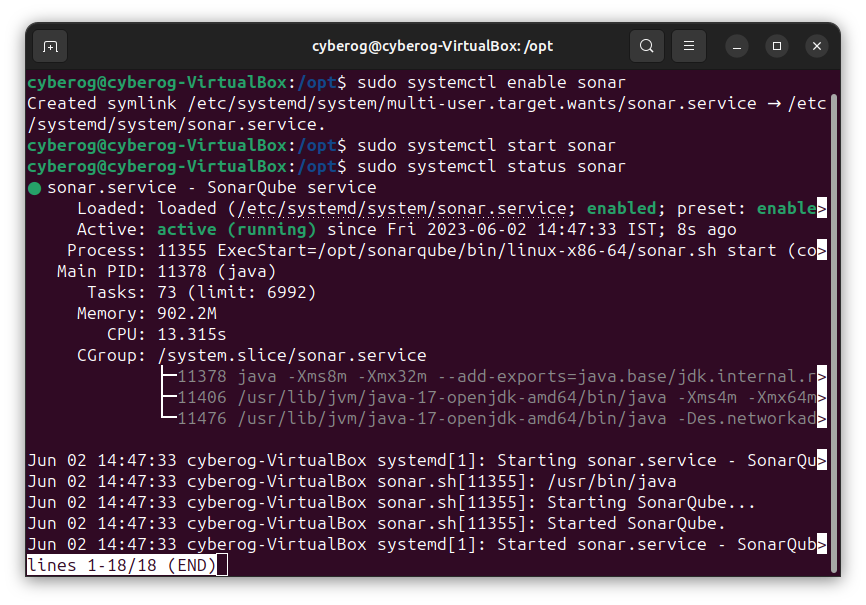 cyberog@cyberog-VirtualBox: /opt
cyberog@cyberog-VirtualBox:/opt$ sudo systemctl enable sonar
Created symlink /etc/systemd/system/multi-user.target.wants/sonar.service → /etc
/systemd/system/sonar.service.
cyberog@cyberog-VirtualBox:/opt$ sudo systemctl start sonar
cyberog@cyberog-VirtualBox:/opt$ sudo systemctl status sonar
● sonar.service - SonarQube service
     Loaded: loaded (/etc/systemd/system/sonar.service; enabled; preset: enable>
     Active: active (running) since Fri 2023-06-02 14:47:33 IST; 8s ago
    Process: 11355 ExecStart=/opt/sonarqube/bin/linux-x86-64/sonar.sh start (co>
   Main PID: 11378 (java)
      Tasks: 73 (limit: 6992)
     Memory: 902.2M
        CPU: 13.315s
     CGroup: /system.slice/sonar.service
             ├─11378 java -Xms8m -Xmx32m --add-exports=java.base/jdk.internal.r>
             ├─11406 /usr/lib/jvm/java-17-openjdk-amd64/bin/java -Xms4m -Xmx64m>
             └─11476 /usr/lib/jvm/java-17-openjdk-amd64/bin/java -Des.networkad>
Jun 02 14:47:33 cyberog-VirtualBox systemd[1]: Starting sonar.service - SonarQu>
Jun 02 14:47:33 cyberog-VirtualBox sonar.sh[11355]: /usr/bin/java
Jun 02 14:47:33 cyberog-VirtualBox sonar.sh[11355]: Starting SonarQube...
Jun 02 14:47:33 cyberog-VirtualBox sonar.sh[11355]: Started SonarQube.
Jun 02 14:47:33 cyberog-VirtualBox systemd[1]: Started sonar.service - SonarQub>
lines 1-18/18 (END)